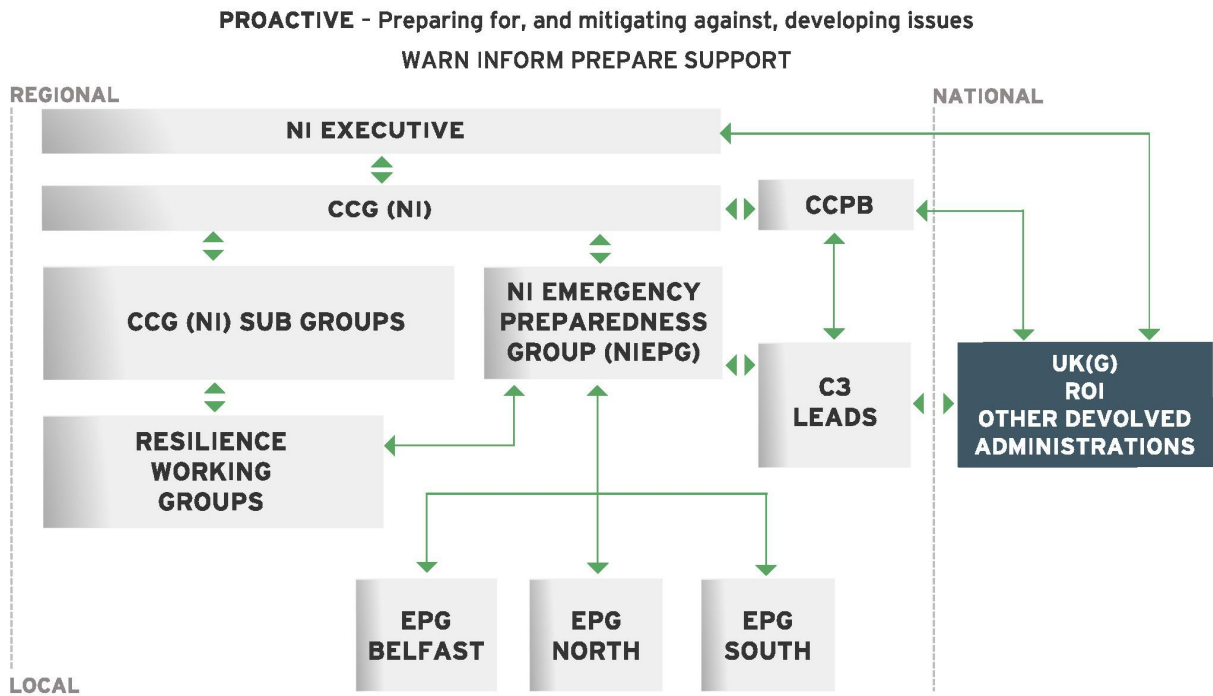 PROACTIVE – Preparing for, and mitigating against, developing issues
WARN INFORM PREPARE SUPPORT
REGIONAL
NATIONAL
NI EXECUTIVE
CCG (NI)
CCPB
CCG (NI) SUB GROUPS
NI EMERGENCY
PREPAREDNESS
GROUP (NIEPG)
C3
LEADS
UK(G)
ROI
OTHER DEVOLVED
ADMINISTRATIONS
RESILIENCE
WORKING
GROUPS
EPG
BELFAST
EPG
NORTH
EPG
SOUTH
LOCAL